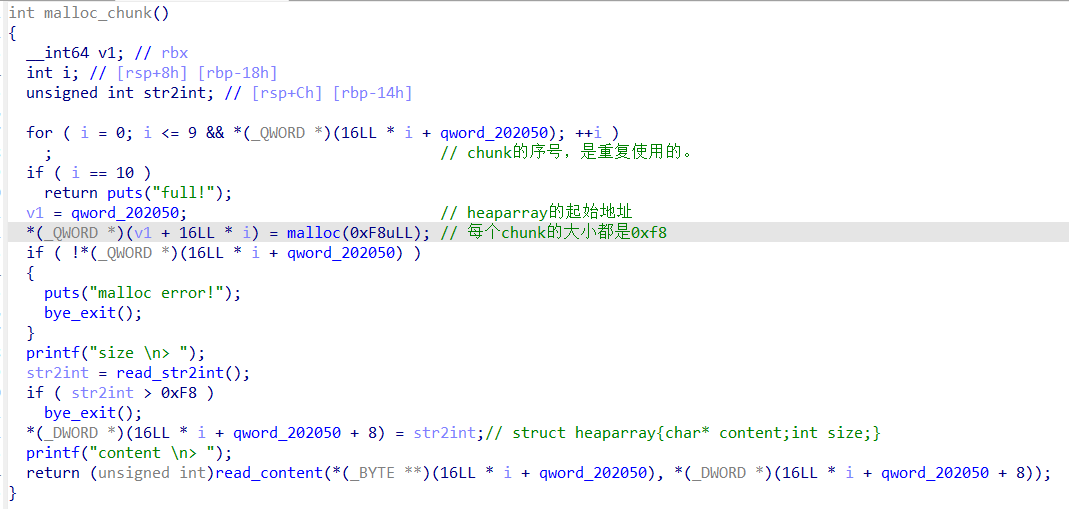 int malloc_chunk()
{
  __int64 v1; // rbx
  int i; // [rsp+8h] [rbp-18h]
  unsigned int str2int; // [rsp+Ch] [rbp-14h]

  for ( i = 0; i <= 9 && *(_QWORD *)(16LL * i + qword_202050); ++i )
    ;                                   // chunk的序号，是重复使用的。
  if ( i == 10 )
    return puts("full!");
  v1 = qword_202050;                    // heaparray的起始地址
  *(_QWORD *)(v1 + 16LL * i) = malloc(0xF8uLL); // 每个chunk的大小都是0xf8
  if ( !*(_QWORD *)(16LL * i + qword_202050) )
  {
    puts("malloc error!");
    bye_exit();
  }
  printf("size \n> ");
  str2int = read_str2int();
  if ( str2int > 0xF8 )
    bye_exit();
  *(_DWORD *)(16LL * i + qword_202050 + 8) = str2int;// struct heaparray{char* content;int size;}
  printf("content \n> ");
  return (unsigned int)read_content(*(_BYTE **)(16LL * i + qword_202050), *(_DWORD *)(16LL * i + qword_202050 + 8));
}